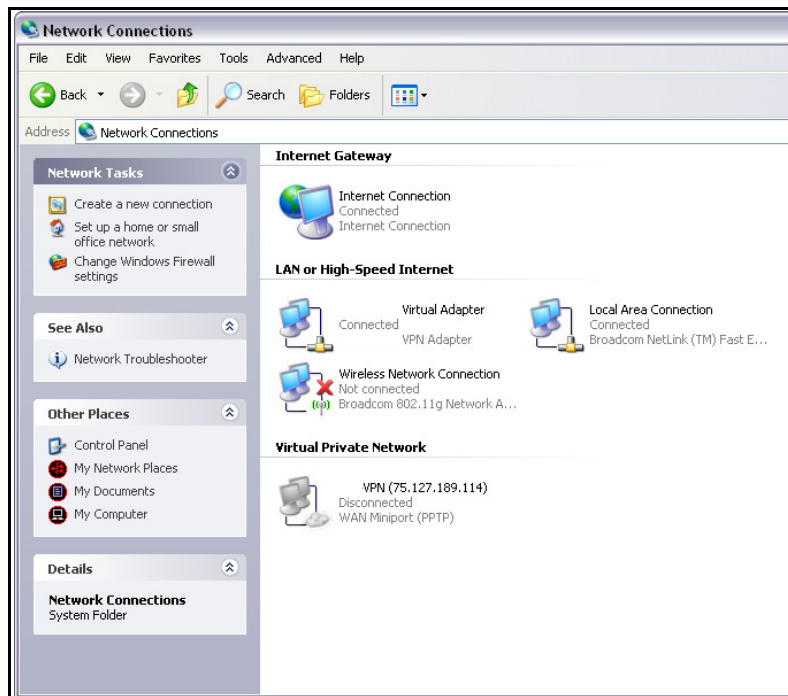 Network Connections
File Edit View Favorites Tools Advanced Help
Back Search Folders
Address Network Connections
Network Tasks
Create a new connection
Set up a home or small
office network
Change Windows Firewall
settings
See Also
Network Troubleshooter
Other Places
Control Panel
My Network Places
My Documents
My Computer
Details
Network Connections
System Folder
Internet Gateway
Internet Connection
Connected
Internet Connection
LAN or High-Speed Internet
Virtual Adapter
Connected
VPN Adapter
Local Area Connection
Connected
Broadcom NetLink (TM) Fast E...
Wireless Network Connection
Not connected
Broadcom 802.11g Network A...
Virtual Private Network
VPN (75.127.189.114)
Disconnected
WAN Miniport (PPTP)